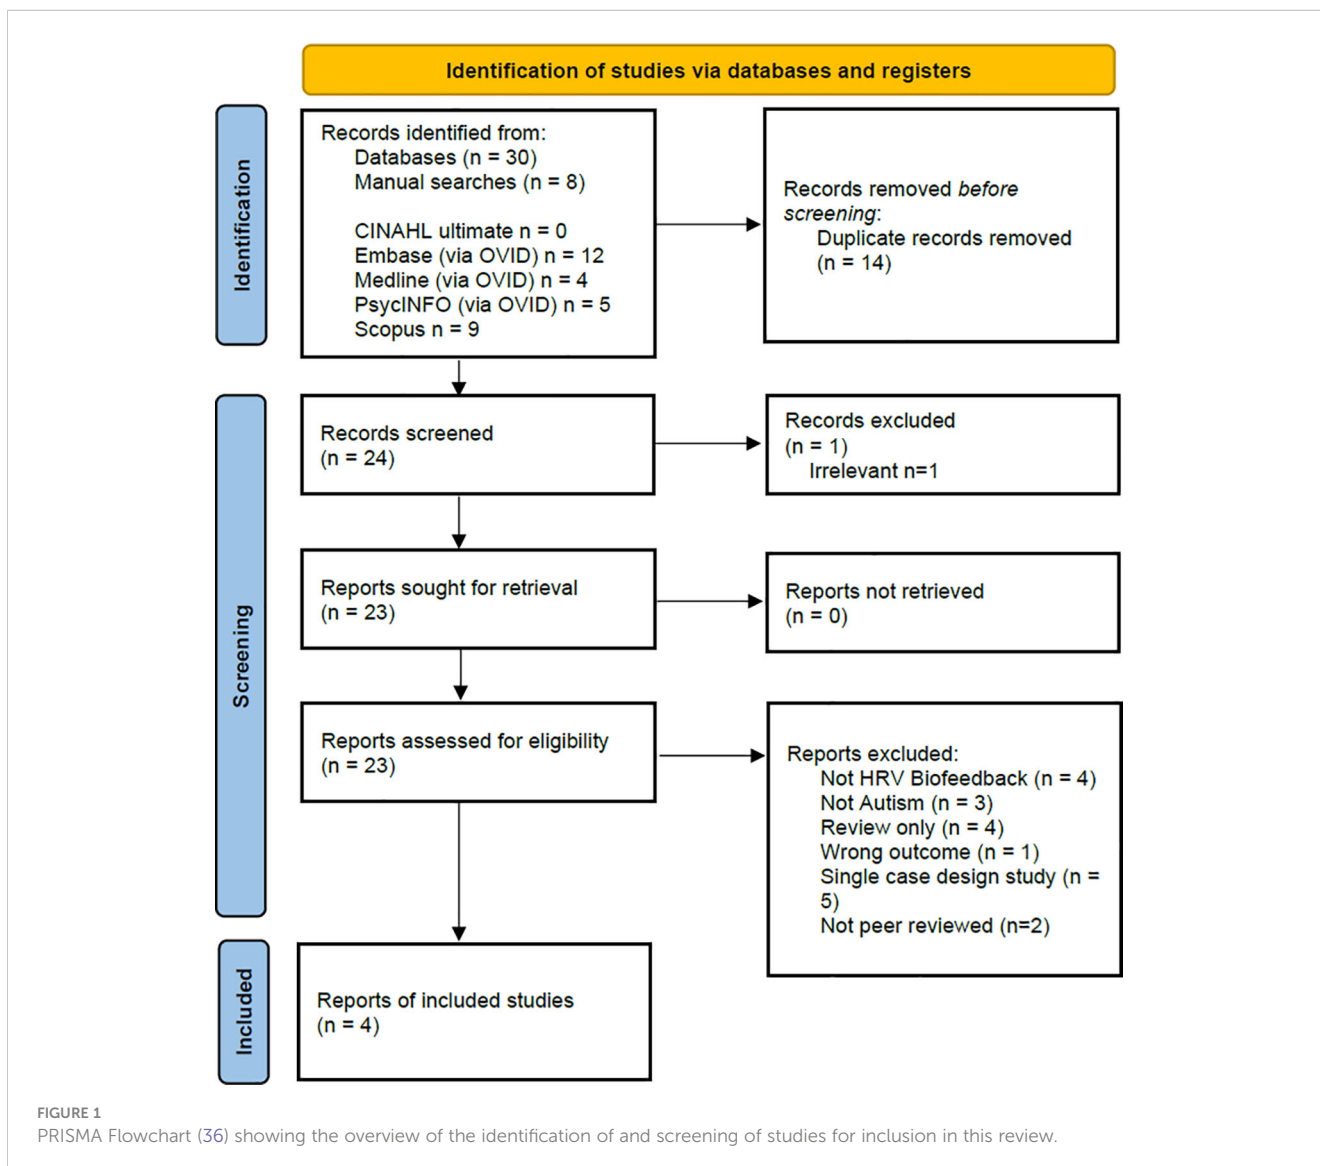 Identification of studies via databases and registers
Identification
Records identified from:
Databases (n = 30)
Manual searches (n = 8)
CINAHL ultimate n = 0
Embase (via OVID) n = 12
Medline (via OVID) n = 4
PsycINFO (via OVID) n = 5
Scopus n = 9
Records removed before
screening:
Duplicate records removed
(n = 14)
Screening
Records screened
(n = 24)
Records excluded
(n = 1)
Irrelevant n=1
Reports sought for retrieval
(n = 23)
Reports not retrieved
(n = 0)
Reports assessed for eligibility
(n = 23)
Reports excluded:
Not HRV Biofeedback (n = 4)
Not Autism (n = 3)
Review only (n = 4)
Wrong outcome (n = 1)
Single case design study (n =
5)
Not peer reviewed (n=2)
Included
Reports of included studies
(n = 4)
FIGURE 1
PRISMA Flowchart (36) showing the overview of the identification of and screening of studies for inclusion in this review.